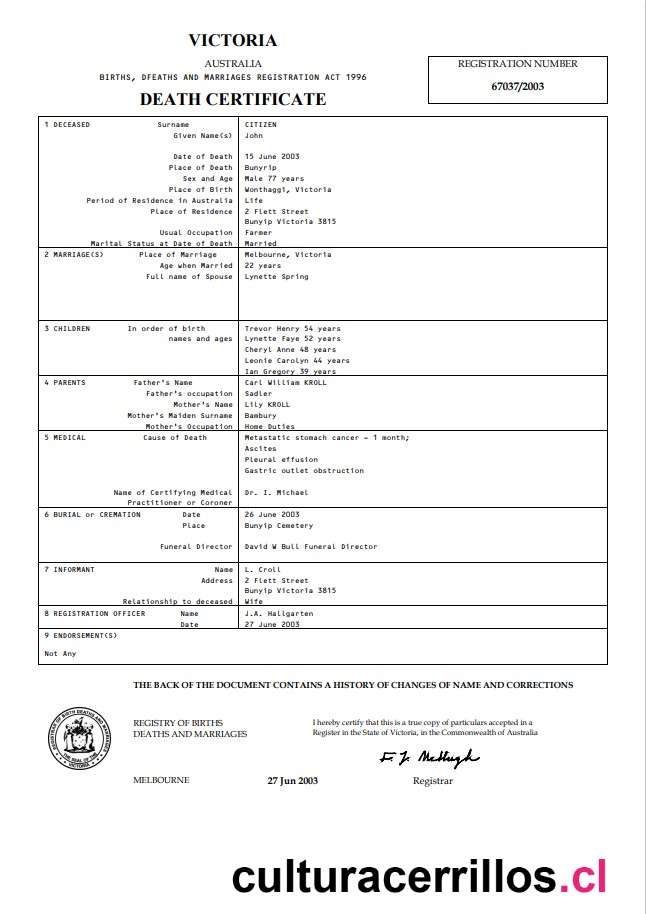 VICTORIA
AUSTRALIA
BIRTHS, DFEATHS AND MARRIAGES REGISTRATION ACT 1996
DEATH CERTIFICATE
REGISTRATION NUMBER
67037/2003
1 DECEASED Surname CITIZEN
Given Name(s) John
Date of Death 15 June 2003
Place of Death Bunyrip
Sex and Age Male 77 years
Place of Birth Wonthaggi, Victoria
Period of Residence in Australia Life
Place of Residence 2 Flett Street
Bunyip Victoria 3815
Usual Occupation Farmer
Marital Status at Date of Death Married
2 MARRIAGE(S) Place of Marriage Melbourne, Victoria
Age when Married 22 years
Full name of Spouse Lynette Spring
3 CHILDREN In order of birth Trevor Henry 54 years
names and ages Lynette Faye 52 years
Cheryl Anne 48 years
Leonie Carolyn 44 years
Ian Gregory 39 years
4 PARENTS Father's Name Carl William KROLL
Father's occupation Sadler
Mother's Name Lily KROLL
Mother's Maiden Surname Bambury
Mother's Occupation Home Duties
5 MEDICAL Cause of Death Metastatic stomach cancer - 1 month;
Ascites
Pleural effusion
Gastric outlet obstruction
Name of Certifying Medical Dr. I. Michael
Practitioner or Coroner
6 BURIAL or CREMATION Date 26 June 2003
Place Bunyip Cemetery
Funeral Director David W Bull Funeral Director
7 INFORMANT Name L. Croll
Address 2 Flett Street
Bunyip Victoria 3815
Relationship to deceased Wife
8 REGISTRATION OFFICER Name J.A. Hallgarten
Date 27 June 2003
9 ENDORSEMENT(S)
Not Any
THE BACK OF THE DOCUMENT CONTAINS A HISTORY OF CHANGES OF NAME AND CORRECTIONS
REGISTRAR OF BIRTH DEATHS AND MARRIAGES
THE SEAL OF THE
VICTORIA
REGISTRY OF BIRTHS
DEATHS AND MARRIAGES
I hereby certify that this is a true copy of particulars accepted in a
Register in the State of Victoria, in the Commonwealth of Australia
MELBOURNE 27 Jun 2003 Registrar
culturacerrillos.cl